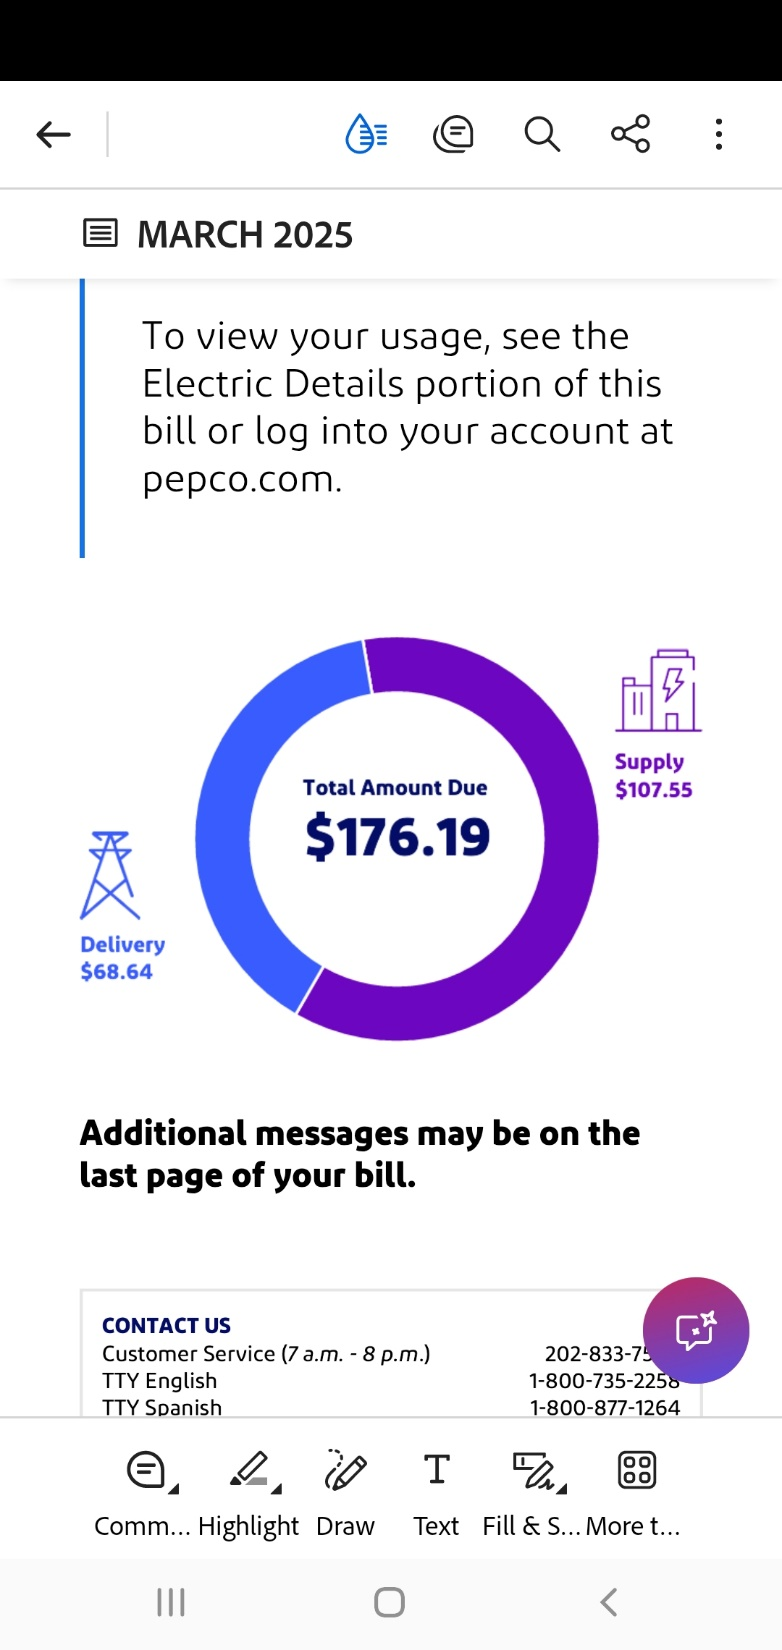 MARCH 2025
To view your usage, see the
Electric Details portion of this
bill or log into your account at
pepco.com.
Supply
$107.55
Total Amount Due
$176.19
Delivery
$68.64
Additional messages may be on the
last page of your bill.
CONTACT US
Customer Service (7 a.m. - 8 p.m.) 202-833-75
TTY English 1-800-735-2258
TTY Spanish 1-800-877-1264
Comm... Highlight Draw Text Fill & S... More t...